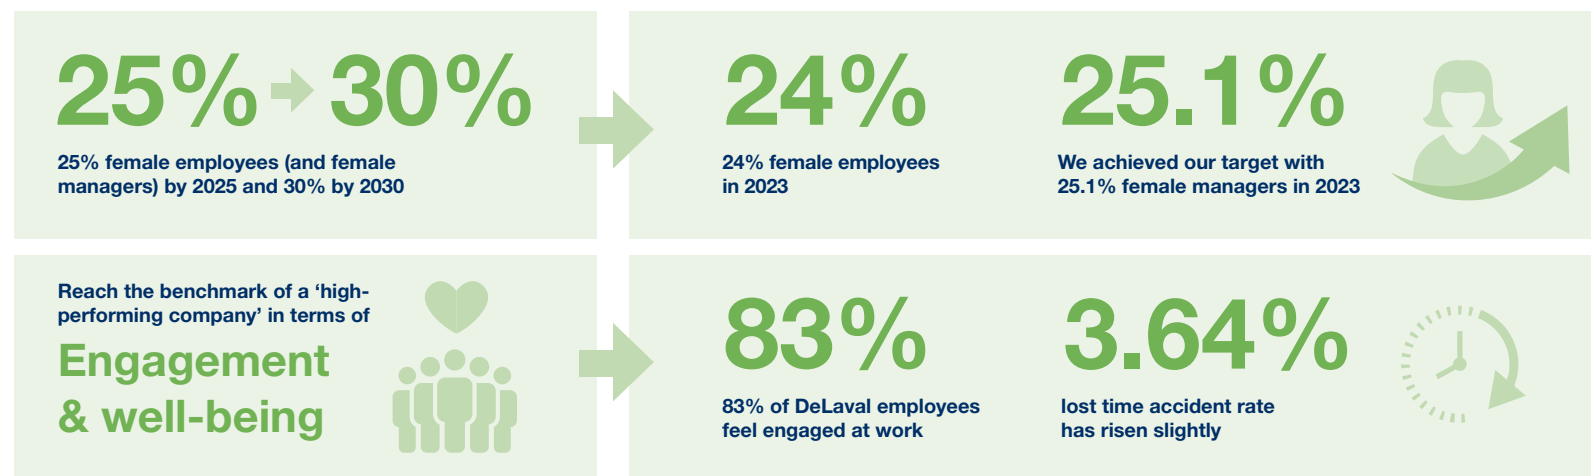 25% 30%
25% female employees (and female
managers) by 2025 and 30% by 2030
24%
24% female employees
in 2023
25.1%
We achieved our target with
25.1% female managers in 2023
Reach the benchmark of a ‘high-
performing company’ in terms of
Engagement
& well-being
83%
83% of DeLaval employees
feel engaged at work
3.64%
lost time accident rate
has risen slightly